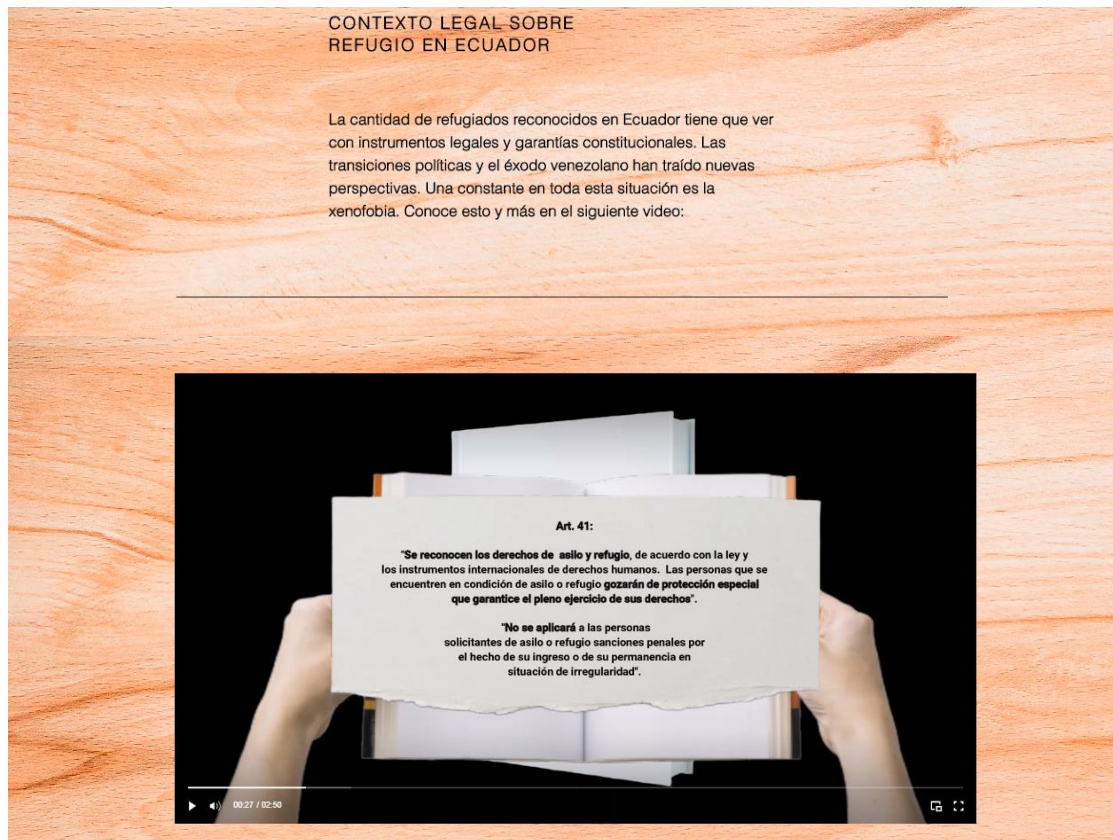 CONTEXTO LEGAL SOBRE
REFUGIO EN ECUADOR
La cantidad de refugiados reconocidos en Ecuador tiene que ver
con instrumentos legales y garantías constitucionales. Las
transiciones políticas y el éxodo venezolano han traído nuevas
perspectivas. Una constante en toda esta situación es la
xenofobia. Conoce esto y más en el siguiente video:
Art. 41:
"Se reconocen los derechos de asilo y refugio, de acuerdo con la ley y
los instrumentos internacionales de derechos humanos. Las personas que se
encuentren en condición de asilo o refugio gozarán de protección especial
que garantice el pleno ejercicio de sus derechos".
"No se aplicará a las personas
solicitantes de asilo o refugio sanciones penales por
el hecho de su ingreso o de su permanencia en
situación de irregularidad".
00:27 / 02:50